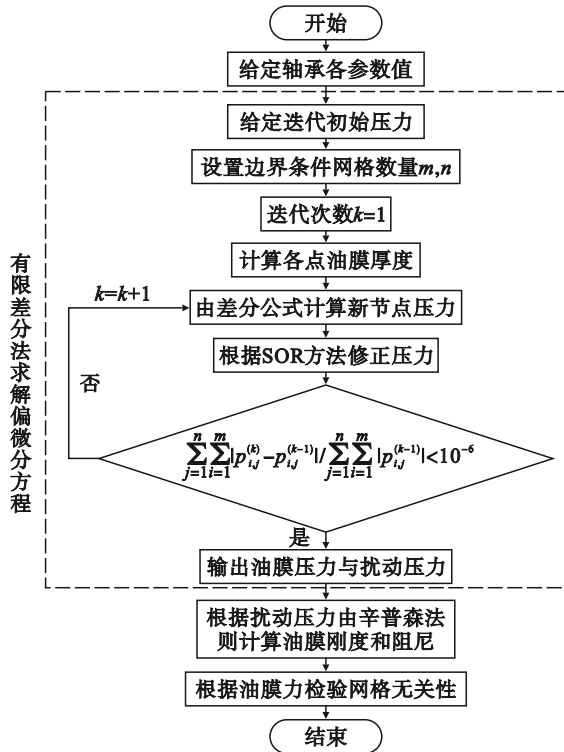 开始
给定轴承各参数值
给定迭代初始压力
设置边界条件网格数量m,n
迭代次数k=1
计算各点油膜厚度
k=k+1
由差分公式计算新节点压力
根据SOR方法修正压力
否
有限差分法求解偏微分方程
\sum_{j=1}^{n}\sum_{i=1}^{m}|p_{i,j}^{(k)}-p_{i,j}^{(k-1)}|/\sum_{j=1}^{n}\sum_{i=1}^{m}|p_{i,j}^{(k-1)}|<10^{-6}
是
输出油膜压力与扰动压力
根据扰动压力由辛普森法
则计算油膜刚度和阻尼
根据油膜力检验网格无关性
结束